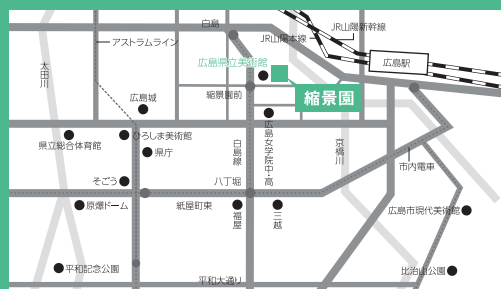 白島
JR山陽新幹線
JR山陽本線
アストラムライン
広島県立美術館
広島駅
太田川
広島城
縮景園前
縮景園
ひろしま美術館
県立総合体育館
県庁
白島線
広島女学院中・高
京橋川
市内電車
そごう
八丁堀
原爆ドーム
紙屋町東
福屋
三越
広島市現代美術館
平和記念公園
平和大通り
比治山公園